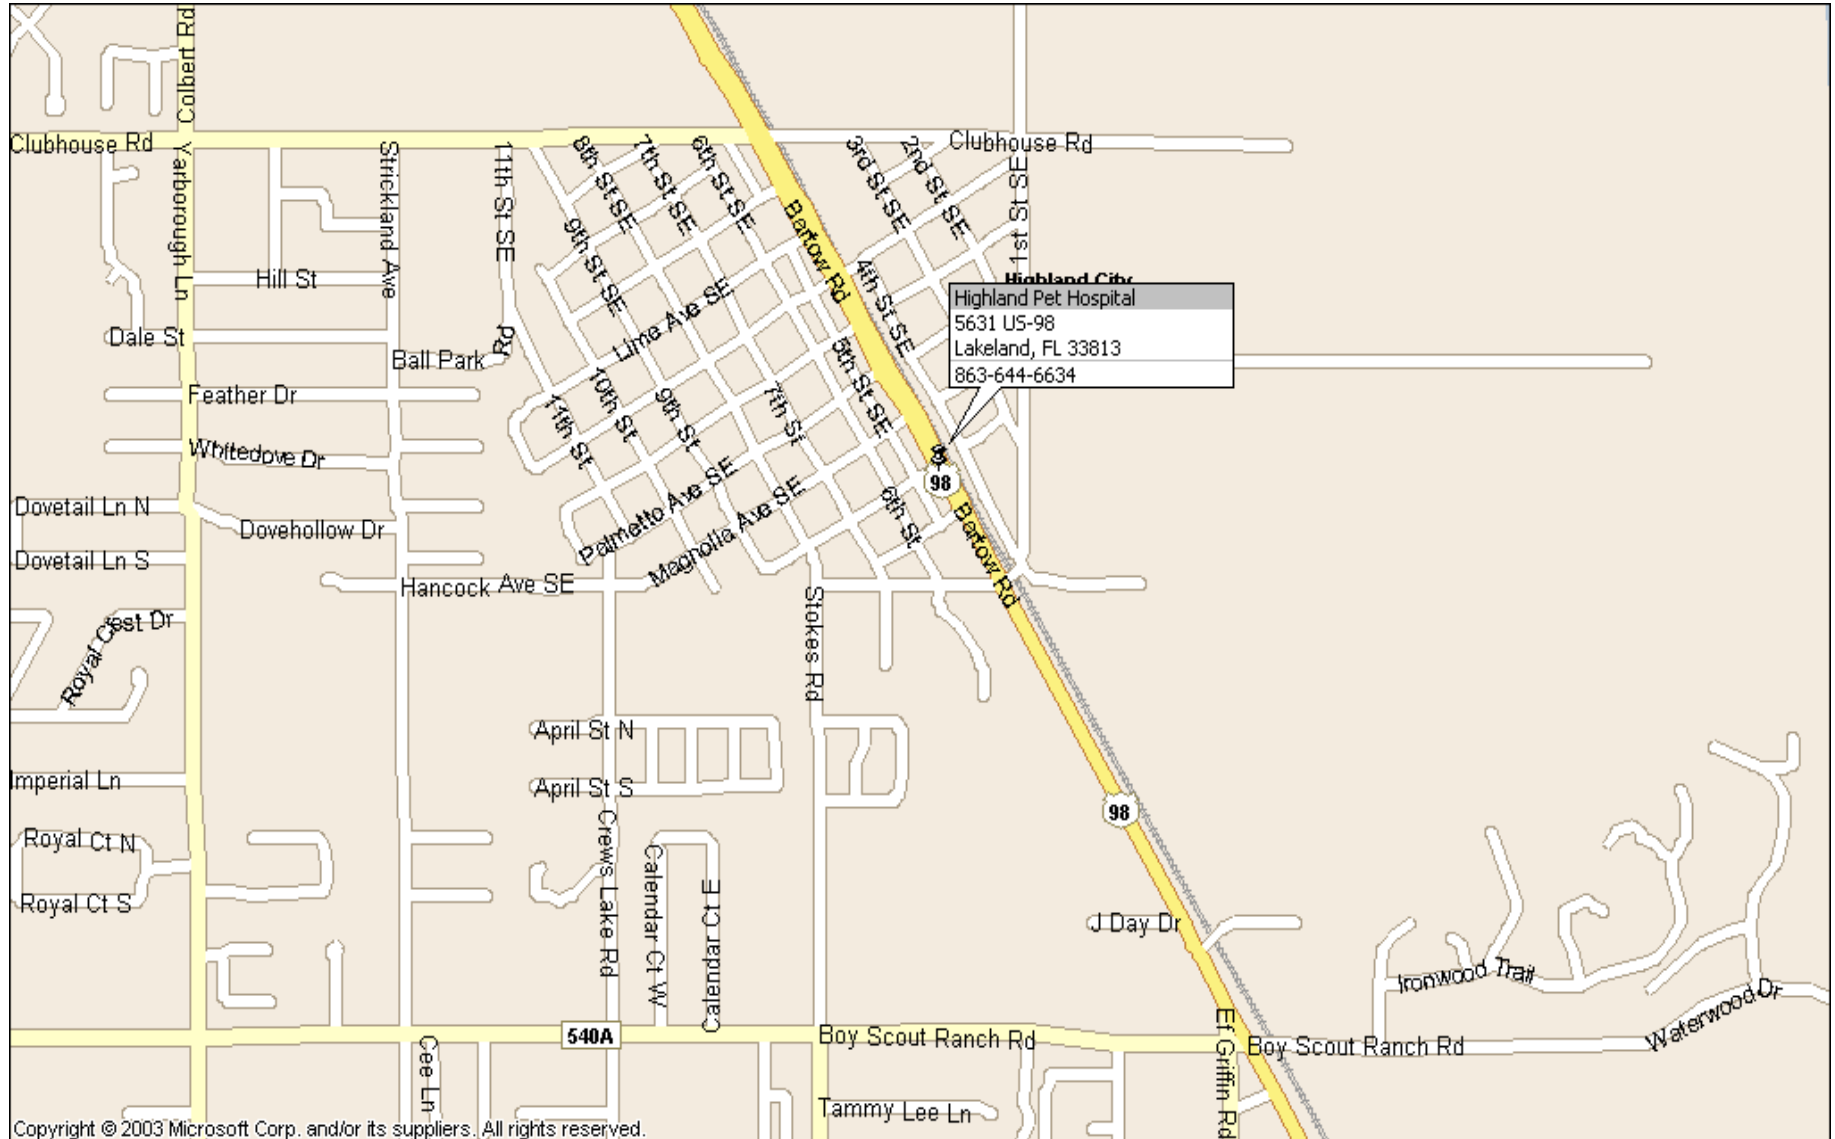 Colbert Rd
Clubhouse Rd
Yarborough Ln
Strickland Ave
11th St SE
8th St SE
7th St SE
6th St SE
3rd St SE
2nd St SE
Clubhouse Rd
1st St SE
9th St SE
Bartow Rd
4th St SE
Hill St
Highland City
Highland Pet Hospital
5631 US-98
Lakeland, FL 33813
863-644-6634
Lime Ave SE
Dale St
Ball Park Rd
5th St SE
Feather Dr
10th St
11th St
9th St
7th St
Whitedove Dr
98
Palmetto Ave SE
Magnolia Ave SE
6th St
Bartow Rd
Dovetail Ln N
Dovehollow Dr
Dovetail Ln S
Hancock Ave SE
Stokes Rd
Royal Crest Dr
April St N
Imperial Ln
April St S
98
Crews Lake Rd
Royal Ct N
Calendar Ct W
Calendar Ct E
Royal Ct S
J Day Dr
Ironwood Trail
Waterwood Dr
540A
Boy Scout Ranch Rd
Ef Griffin Rd
Boy Scout Ranch Rd
Cee Ln
Tammy Lee Ln
Copyright © 2003 Microsoft Corp. and/or its suppliers. All rights reserved.